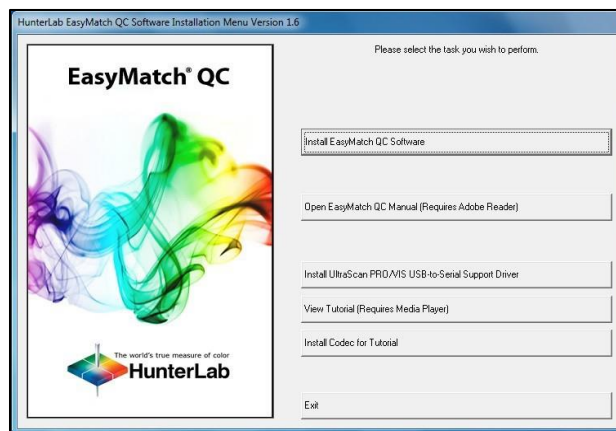 HunterLab EasyMatch QC Software Installation Menu Version 1.6
Please select the task you wish to perform.
EasyMatch® QC
Install EasyMatch QC Software
Open EasyMatch QC Manual (Requires Adobe Reader)
Install UltraScan PRO/VIS USB-to-Serial Support Driver
View Tutorial (Requires Media Player)
Install Codec for Tutorial
The world's true measure of color
HunterLab
Exit